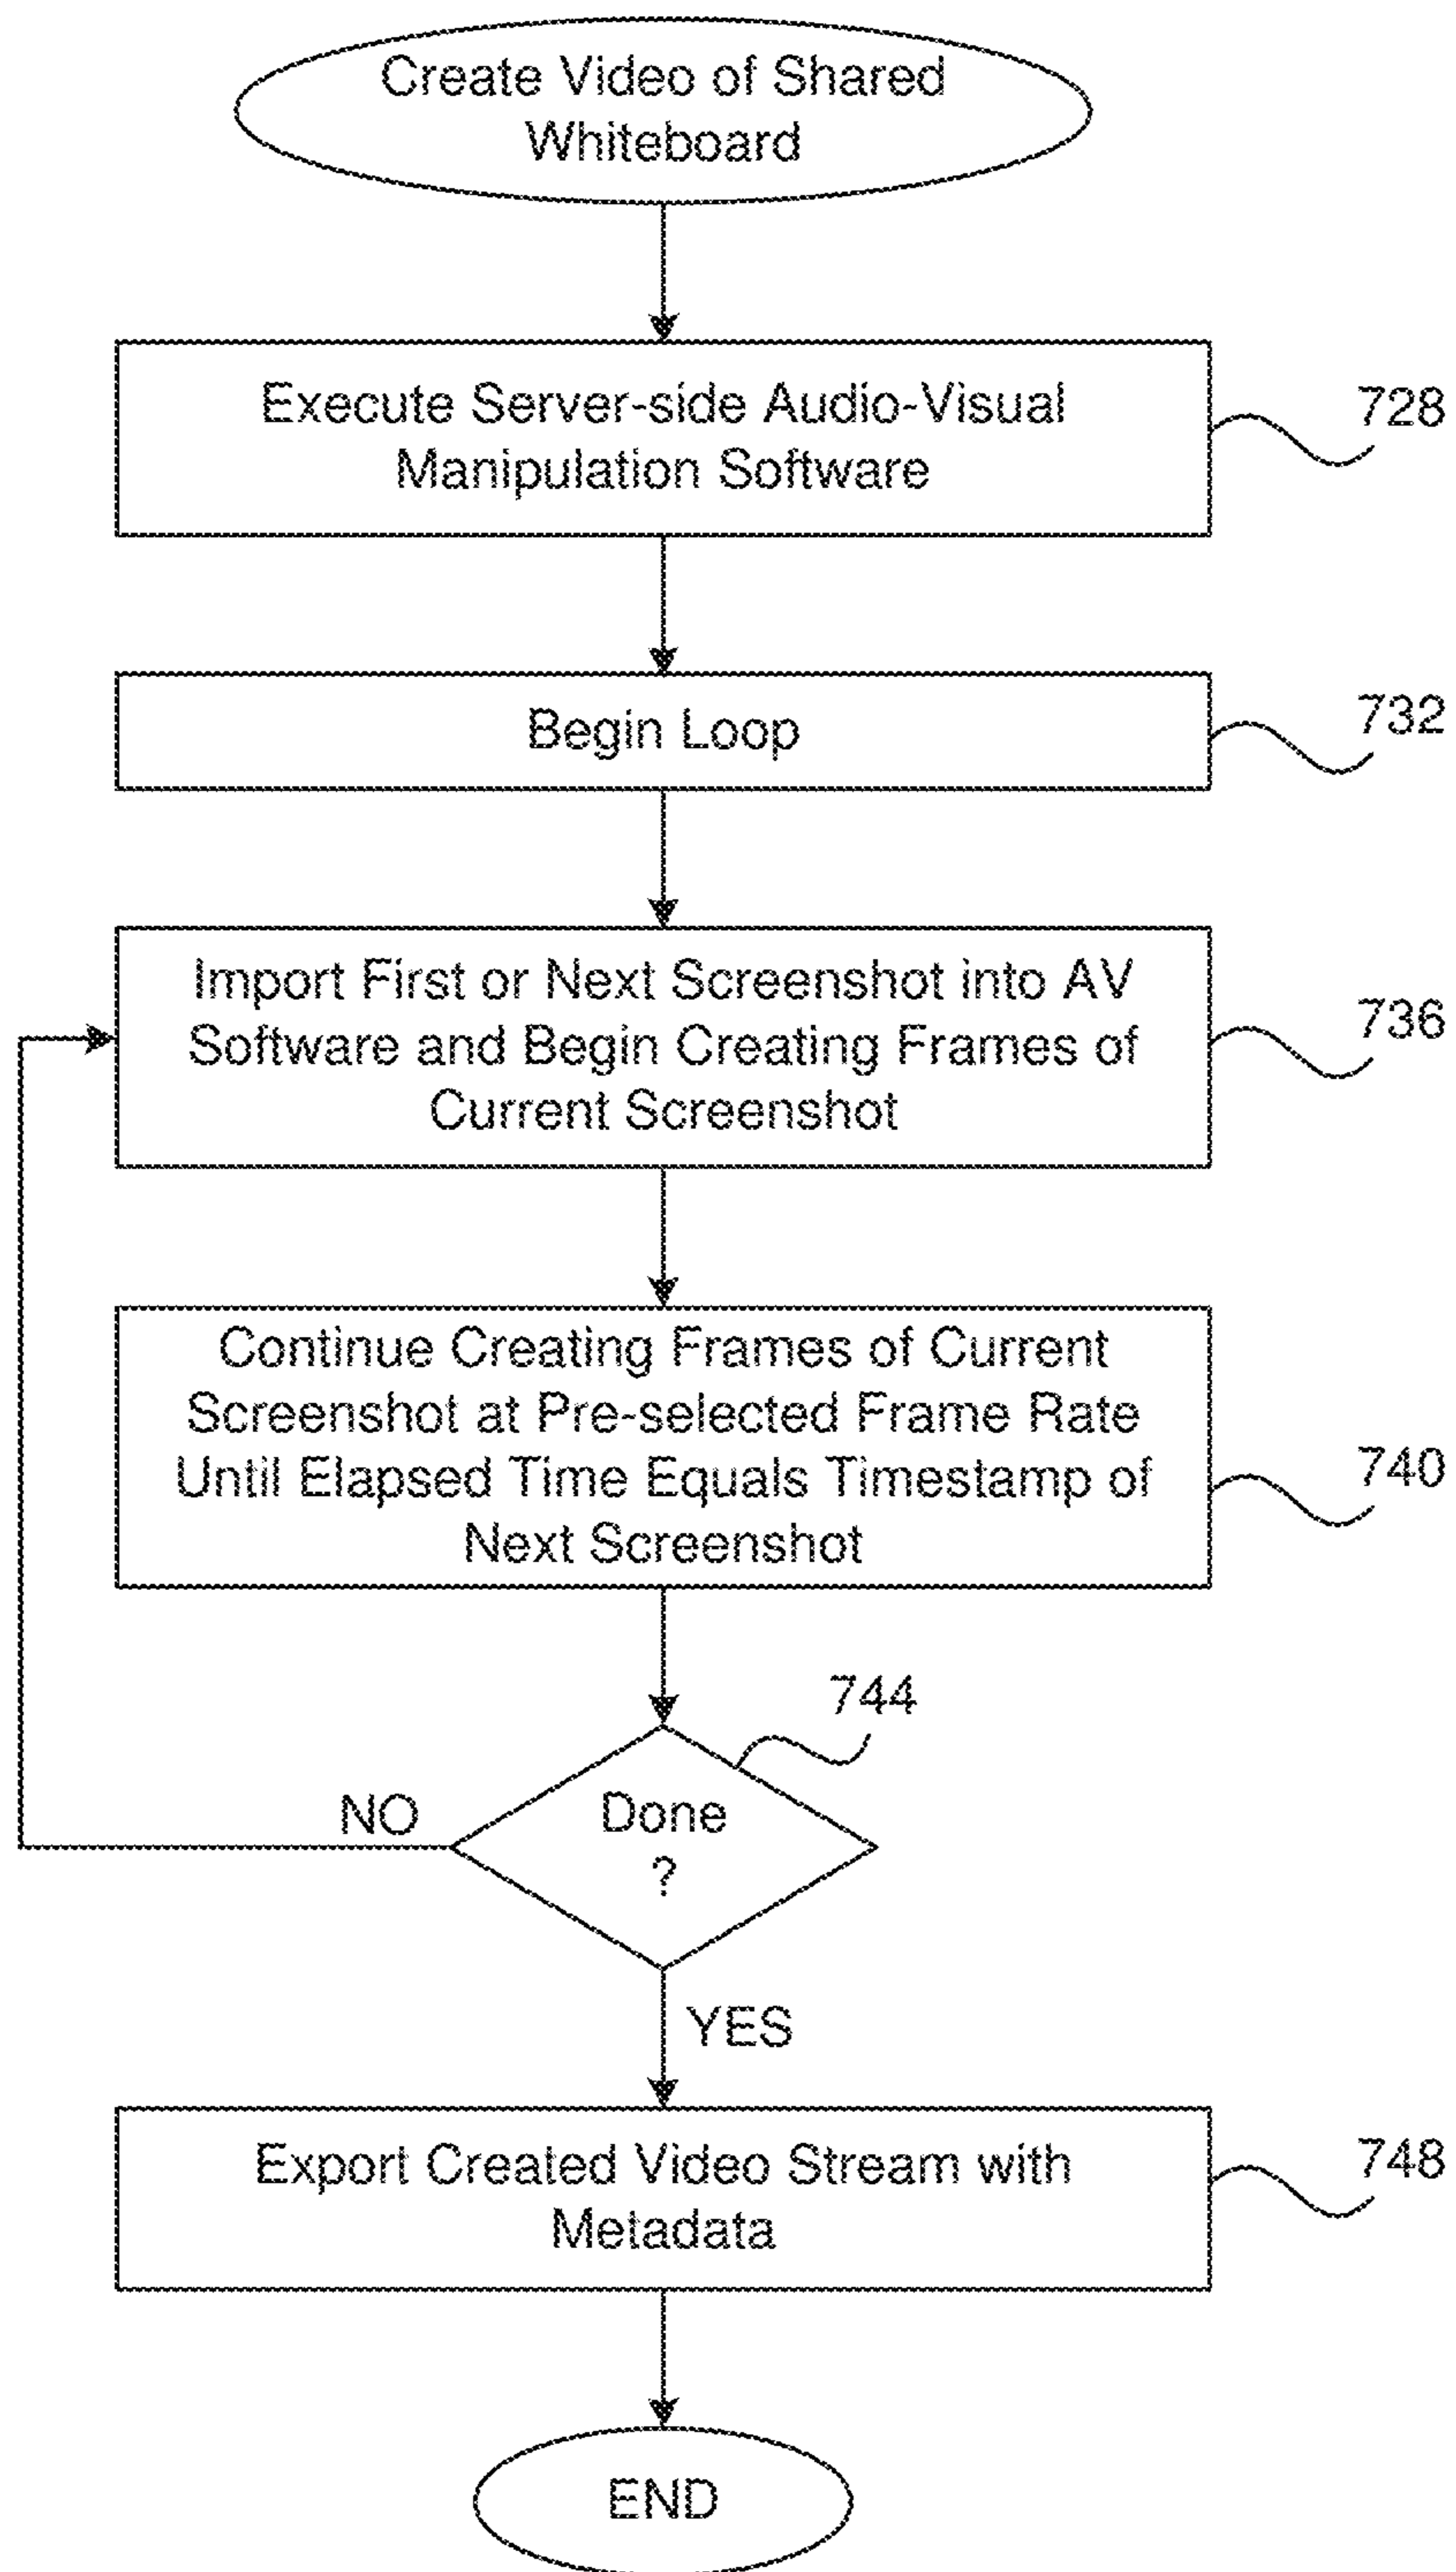 Create Video of Shared
Whiteboard
Execute Server-side Audio-Visual
Manipulation Software
728
Begin Loop
732
Import First or Next Screenshot into AV
Software and Begin Creating Frames of
Current Screenshot
736
Continue Creating Frames of Current
Screenshot at Pre-selected Frame Rate
Until Elapsed Time Equals Timestamp of
Next Screenshot
740
744
Done
?
NO
YES
Export Created Video Stream with
Metadata
748
END